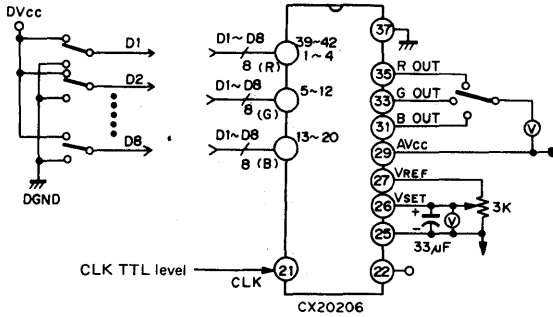 DVcc
D1
D2
D8
DGND
D1~D8
8 (R)
39~42
1~4
D1~D8
8 (G)
5~12
D1~D8
8 (B)
13~20
CLK TTL level
CLK
21
37
35
R OUT
33
G OUT
31
B OUT
29
AVcc
27
VREF
26
VSET
25
22
V
V
+
-
33µF
3K
CX20206